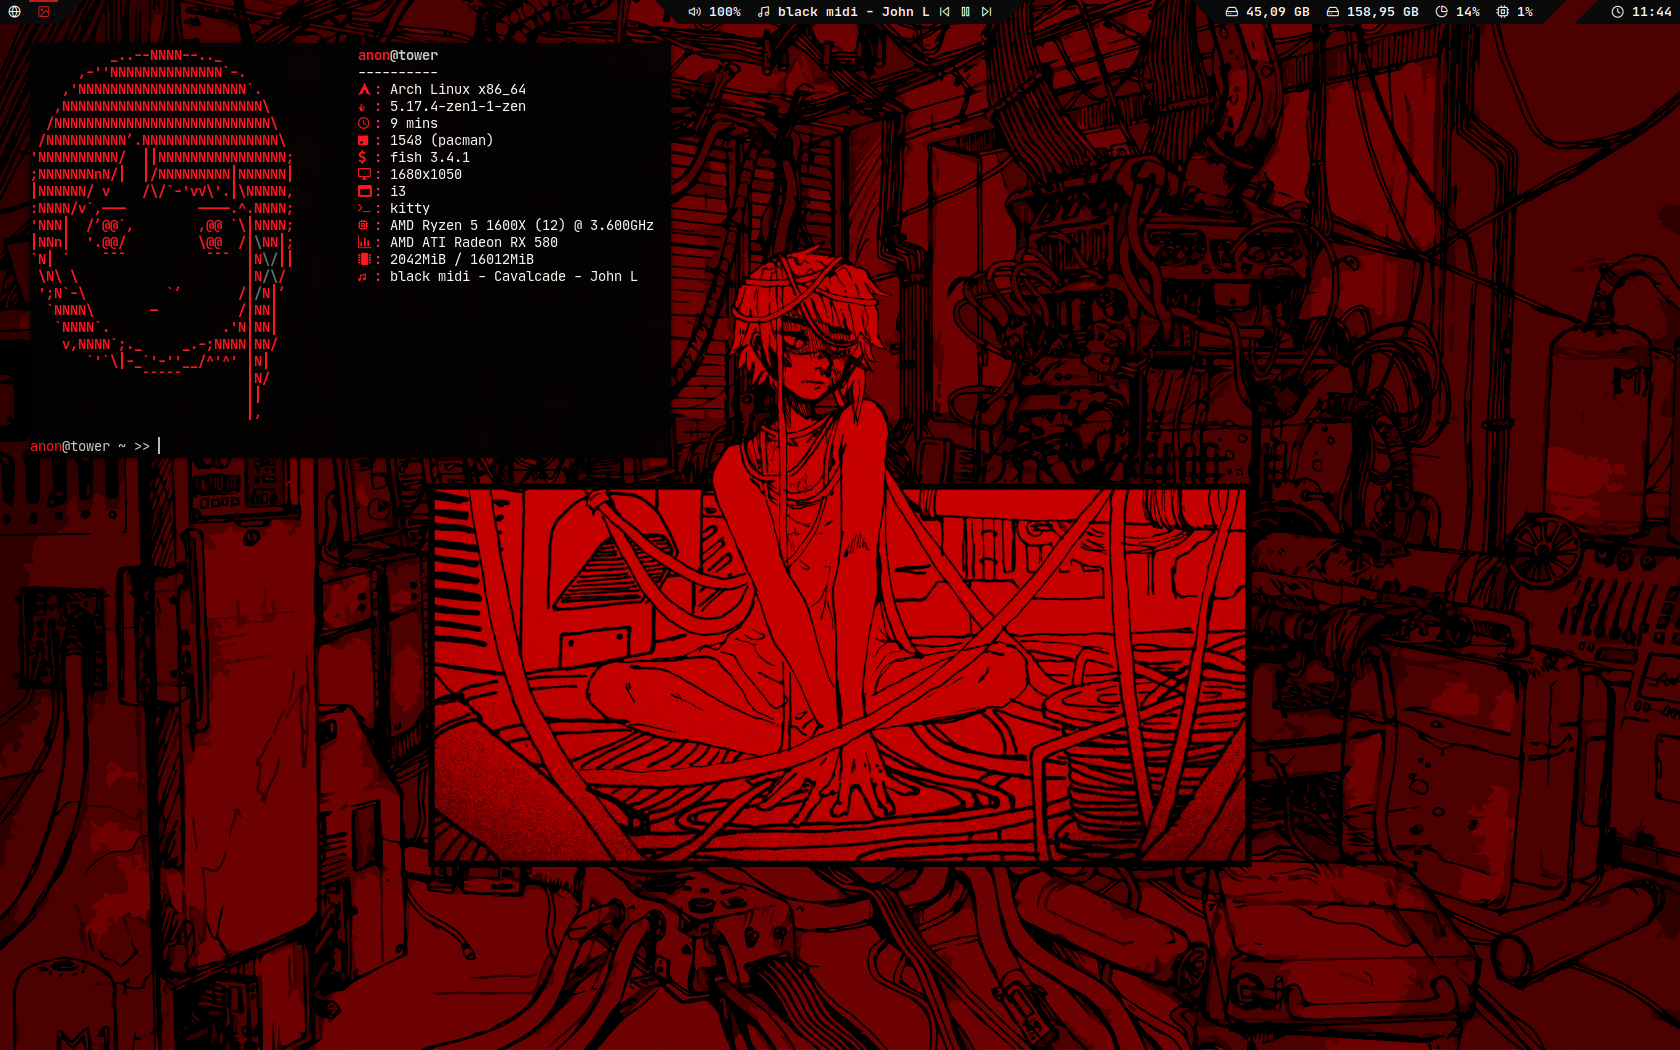 100% black midi - John L 45,09 GB 158,95 GB 14% 1% 11:44
anon@tower
----------
: Arch Linux x86_64
: 5.17.4-zen1-1-zen
: 9 mins
: 1548 (pacman)
: fish 3.4.1
: 1680x1050
: i3
: kitty
: AMD Ryzen 5 1600X (12) @ 3.600GHz
: AMD ATI Radeon RX 580
: 2042MiB / 16012MiB
: black midi - Cavalcade - John L
anon@tower ~ >>